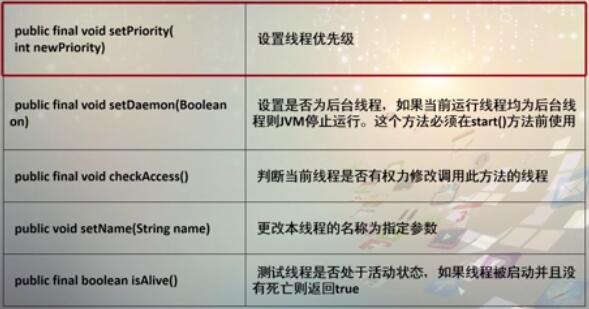 public final void setPriority(
int newPriority)
设置线程优先级
public final void setDaemon(Boolean
on)
设置是否为后台线程，如果当前运行线程均为后台线
程则JVM停止运行。这个方法必须在start()方法前使用
public final void checkAccess()
判断当前线程是否有权力修改调用此方法的线程
public void setName(String name)
更改本线程的名称为指定参数
public final boolean isAlive()
测试线程是否处于活动状态，如果线程被启动并且没
有死亡则返回true